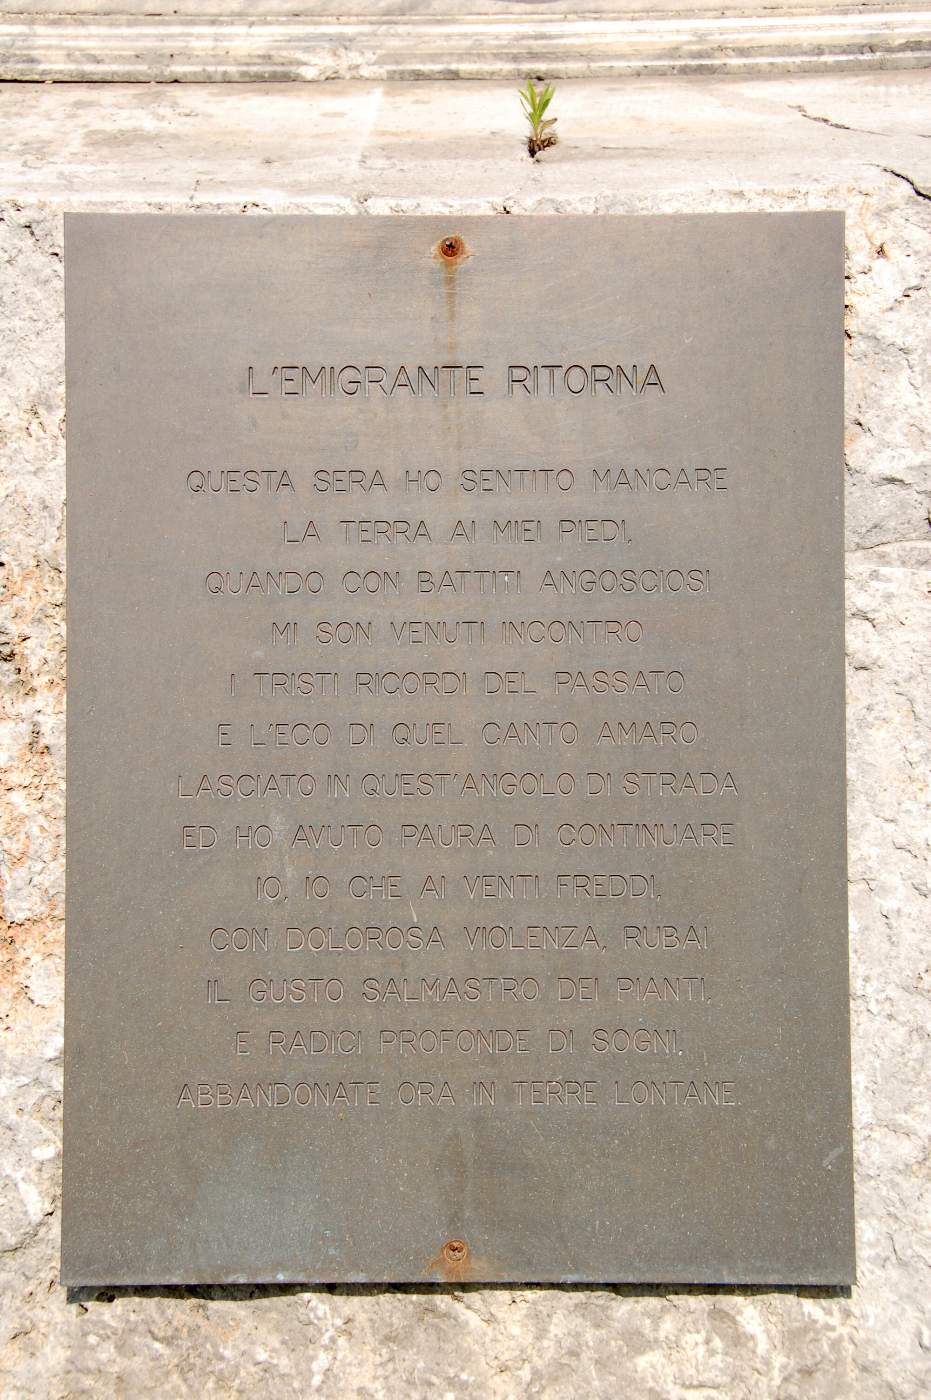 L'EMIGRANTE RITORNA
QUESTA SERA HO SENTITO MANCARE
LA TERRA AI MIEI PIEDI,
QUANDO CON BATTITI ANGOSCIOSI
MI SON VENUTI INCONTRO
I TRISTI RICORDI DEL PASSATO
E L'ECO DI QUEL CANTO AMARO
LASCIATO IN QUEST'ANGOLO DI STRADA
ED HO AVUTO PAURA DI CONTINUARE
IO, IO CHE AI VENTI FREDDI,
CON DOLOROSA VIOLENZA, RUBAI
IL GUSTO SALMASTRO DEI PIANTI,
E RADICI PROFONDE DI SOGNI,
ABBANDONATE ORA IN TERRE LONTANE.